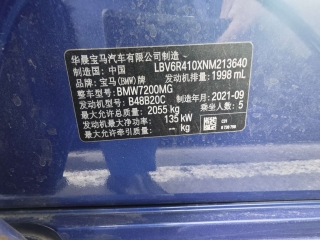 华晨宝马汽车有限公司制造
制造国：中国 LBV6R410XNM213640
品牌：宝马(BMW)牌 发动机排量：1998 mL
整车型号：BMW7200MG
发动机型号：B48B20C 制造年月：2021-09
最大允许总质量：2055 kg 乘坐人数：5
发动机最大净功率：135 kW
最大允许牵引质量：-- kg